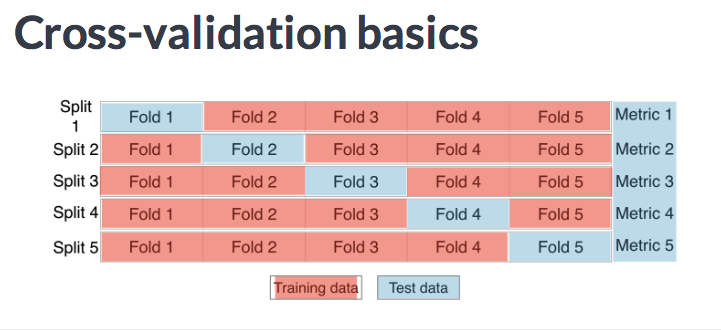 Cross-validation basics
Split
1
Fold 1 Fold 2 Fold 3 Fold 4 Fold 5 Metric 1
Split 2 Fold 1 Fold 2 Fold 3 Fold 4 Fold 5 Metric 2
Split 3 Fold 1 Fold 2 Fold 3 Fold 4 Fold 5 Metric 3
Split 4 Fold 1 Fold 2 Fold 3 Fold 4 Fold 5 Metric 4
Split 5 Fold 1 Fold 2 Fold 3 Fold 4 Fold 5 Metric 5
Training data Test data